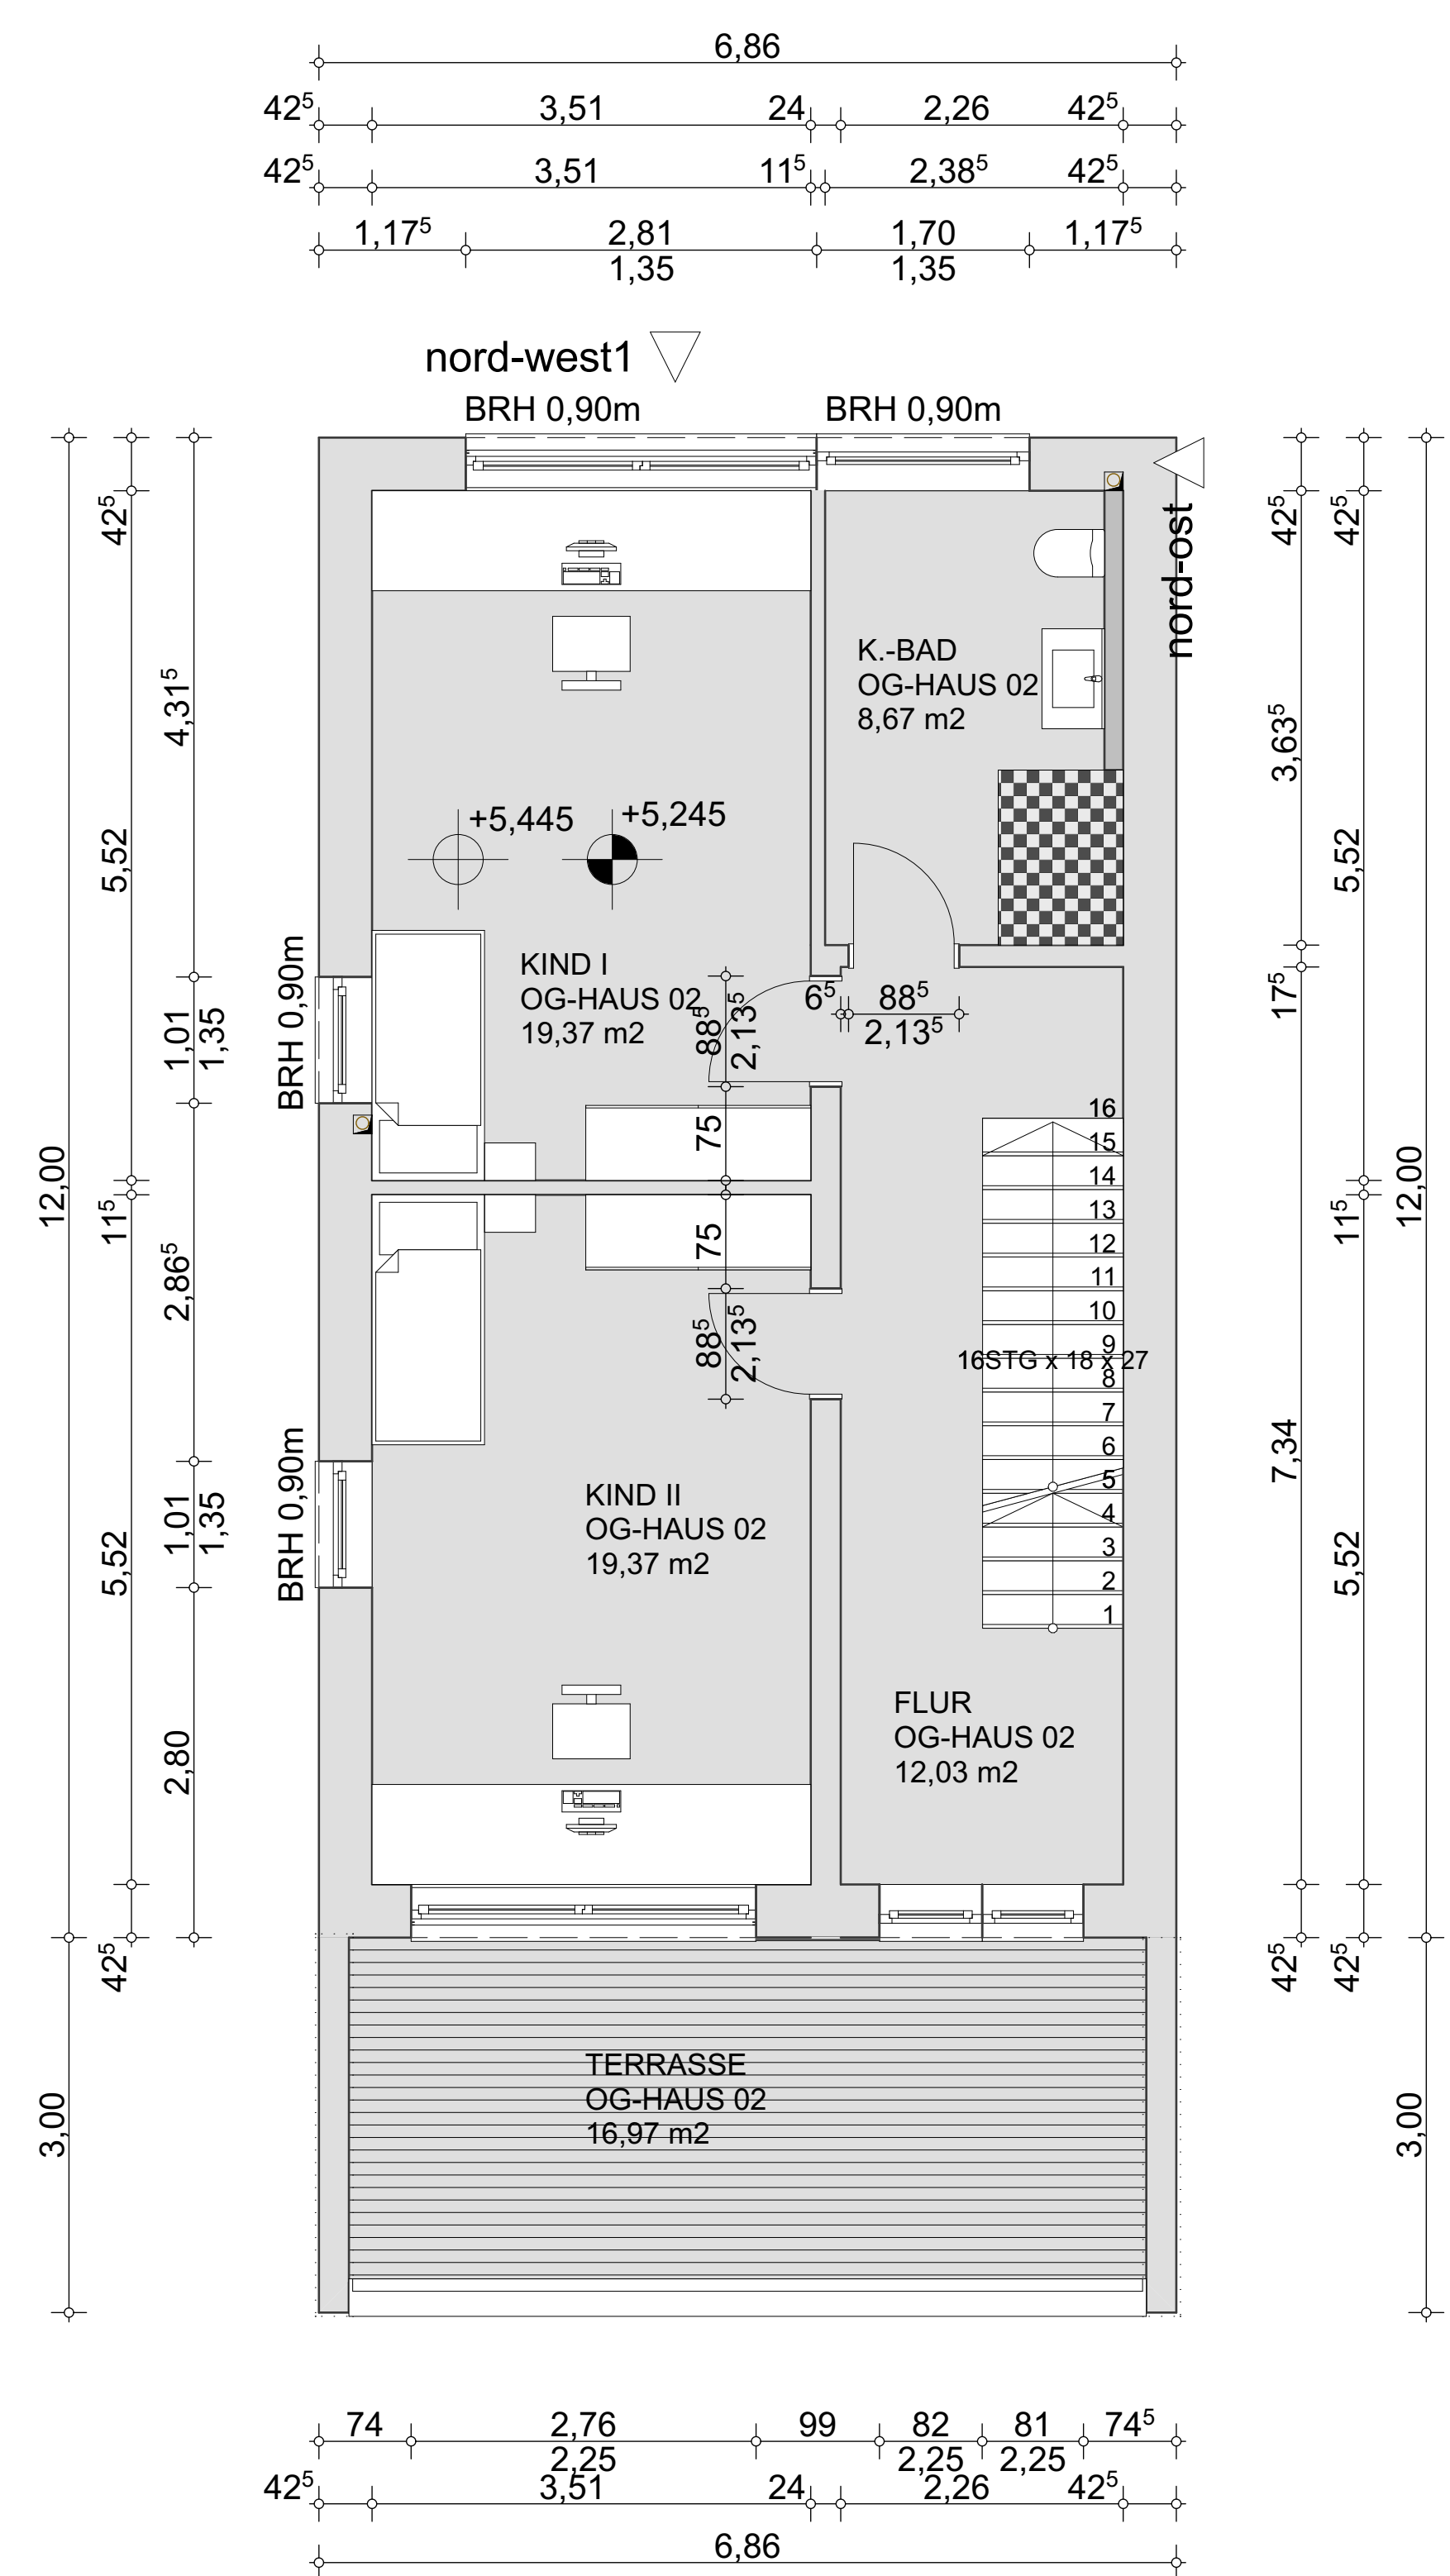 6,86
42⁵ 3,51 24 2,26 42⁵
42⁵ 3,51 11⁵ 2,38⁵ 42⁵
1,17⁵ 2,81 1,70 1,17⁵
1,35 1,35
nord-west1
BRH 0,90m BRH 0,90m
nord-ost
12,00
3,00
42⁵
5,52
11⁵
5,52
42⁵
4,31⁵
1,01
1,35
2,86⁵
1,01
1,35
2,80
BRH 0,90m
BRH 0,90m
K.-BAD
OG-HAUS 02
8,67 m2
+5,445
+5,245
KIND I
OG-HAUS 02
19,37 m2
88⁵
2,13⁵
6⁵ 88⁵
2,13⁵
75
75
88⁵
2,13⁵
16
15
14
13
12
11
10
9
16STG x 18 x 27
8
7
6
5
4
3
2
1
KIND II
OG-HAUS 02
19,37 m2
FLUR
OG-HAUS 02
12,03 m2
TERRASSE
OG-HAUS 02
16,97 m2
42⁵
3,63⁵
17⁵
7,34
42⁵
42⁵
5,52
11⁵
5,52
42⁵
12,00
3,00
74 2,76 99 82 81 74⁵
2,25 2,25 2,25
42⁵ 3,51 24 2,26 42⁵
6,86